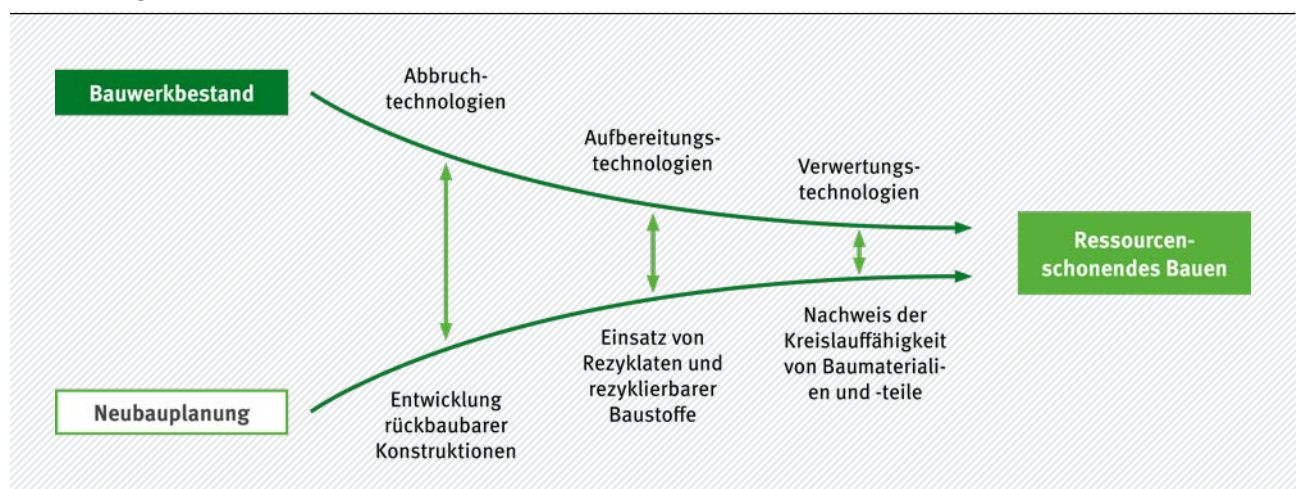 Bauwerkbestand
Abbruch-
technologien
Aufbereitungs-
technologien
Verwertungs-
technologien
Ressourcen-
schonendes Bauen
Neubauplanung
Entwicklung
rückbaubarer
Konstruktionen
Einsatz von
Rezyklaten und
rezyklierbarer
Baustoffe
Nachweis der
Kreislauffähigkeit
von Baumateriali-
en und -teile